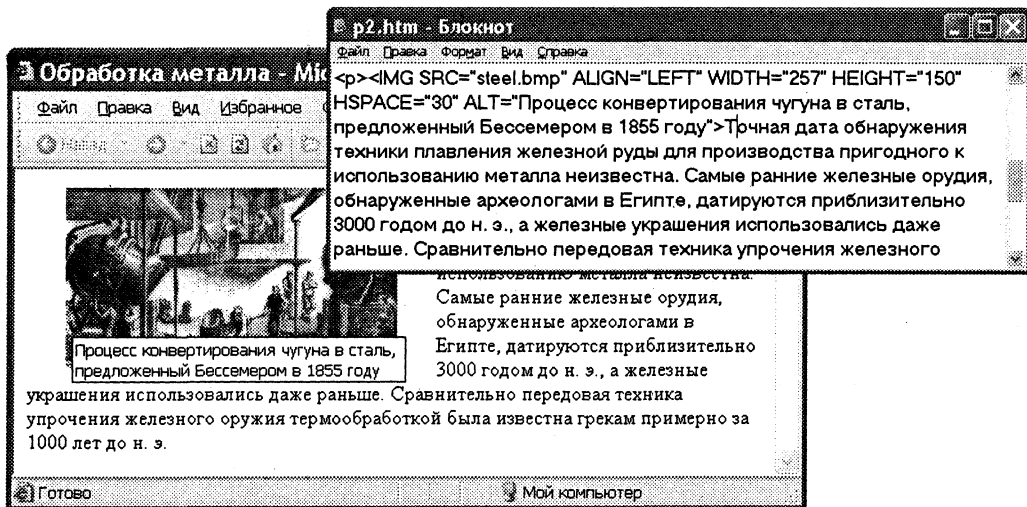 p2.htm - Блокнот
Файл Правка Формат Вид Справка
<p><IMG SRC="steel.bmp" ALIGN="LEFT" WIDTH="257" HEIGHT="150"
HSPACE="30" ALT="Процесс конвертирования чугуна в сталь,
предложенный Бессемером в 1855 году">Точная дата обнаружения
техники плавления железной руды для производства пригодного к
использованию металла неизвестна. Самые ранние железные орудия,
обнаруженные археологами в Египте, датируются приблизительно
3000 годом до н. э., а железные украшения использовались даже
раньше. Сравнительно передовая техника упрочения железного
Обработка металла - Mic
Файл Правка Вид Избранное
Назад
использованию металла неизвестна.
Самые ранние железные орудия,
обнаруженные археологами в
Египте, датируются приблизительно
3000 годом до н. э., а железные
Процесс конвертирования чугуна в сталь,
предложенный Бессемером в 1855 году
украшения использовались даже раньше. Сравнительно передовая техника
упрочения железного оружия термообработкой была известна грекам примерно за
1000 лет до н. э.
Готово
Мой компьютер